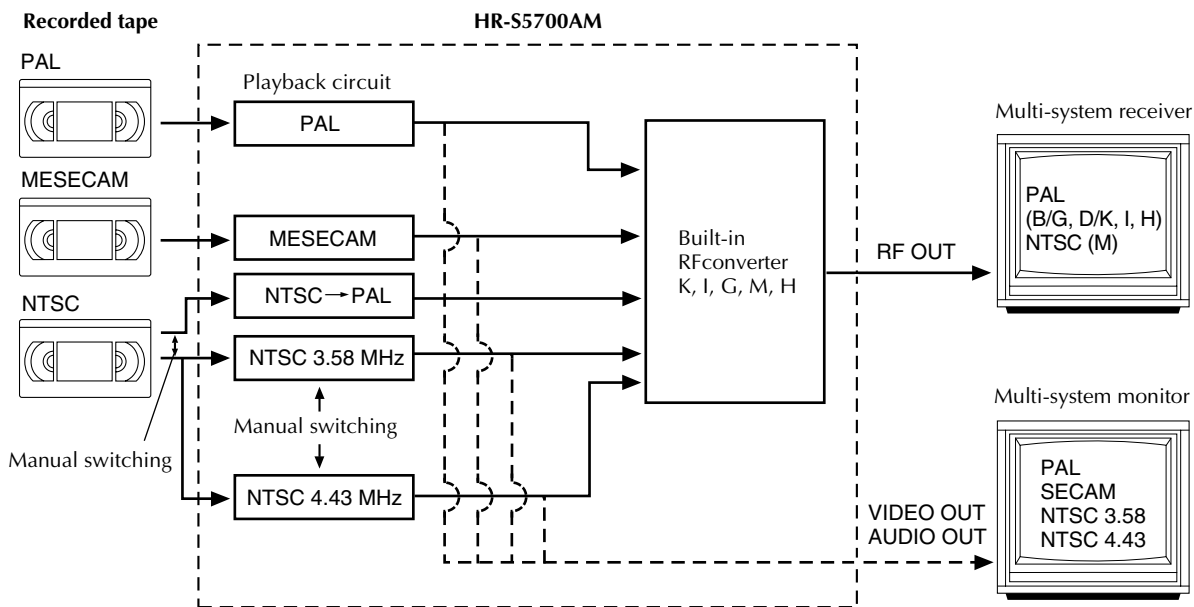 Recorded tape
HR-S5700AM
PAL
Playback circuit
PAL
MESECAM
MESECAM
NTSC
NTSC→PAL
NTSC 3.58 MHz
Manual switching
Manual switching
NTSC 4.43 MHz
Built-in
RFconverter
K, I, G, M, H
RF OUT
Multi-system receiver
PAL
(B/G, D/K, I, H)
NTSC (M)
Multi-system monitor
PAL
SECAM
NTSC 3.58
NTSC 4.43
VIDEO OUT
AUDIO OUT